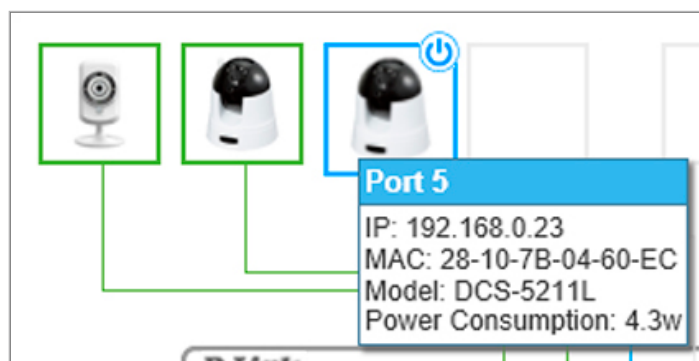 Port 5
IP: 192.168.0.23
MAC: 28-10-7B-04-60-EC
Model: DCS-5211L
Power Consumption: 4.3w